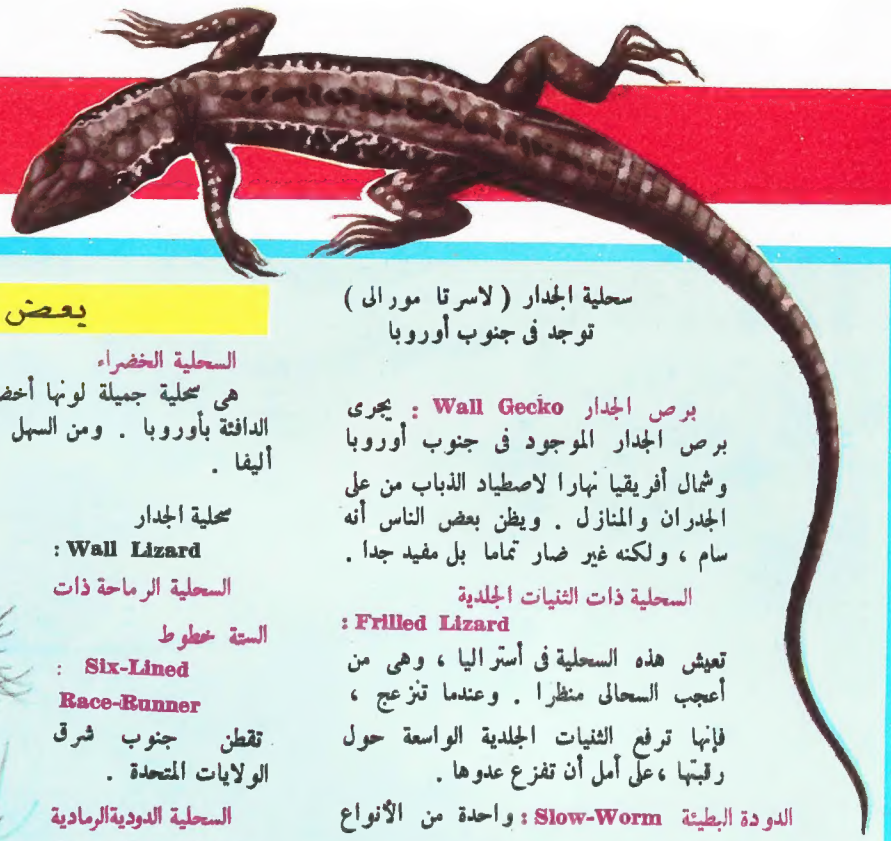 سحلية الجدار ( لاسرتا مورالى )
توجد فى جنوب أوروبا
برص الجدار Wall Gecko : يجرى
برص الجدار الموجود فى جنوب أوروبا
وشمال أفريقيا نهارا لاصطياد الذباب من على
الجدران والمنازل . ويظن بعض الناس أنه
سام ، ولكنه غير ضار تماما بل مفيد جدا .
السحلية ذات الثنيات الجلدية
Frilled Lizard :
تعيش هذه السحلية فى أستراليا ، وهى من
أعجب السحالى منظرا . وعندما تنزعج ،
فإنها ترفع الثنيات الجلدية الواسعة حول
رقبتها ،على أمل أن تفزع عدوها .
الدودة البطيئة Slow-Worm : واحدة من الأنواع
بعض
السحلية الخضراء
هى سحلية جميلة لونها
الدافئة بأوروبا . ومن السهل
أليفا .
سحلية الجدار
Wall Lizard :
السحلية الرماحة ذات
الستة خطوط
Six-Lined :
Race-Runner
تقطن جنوب شرق
الولايات المتحدة .
السحلية الدودية الرمادية